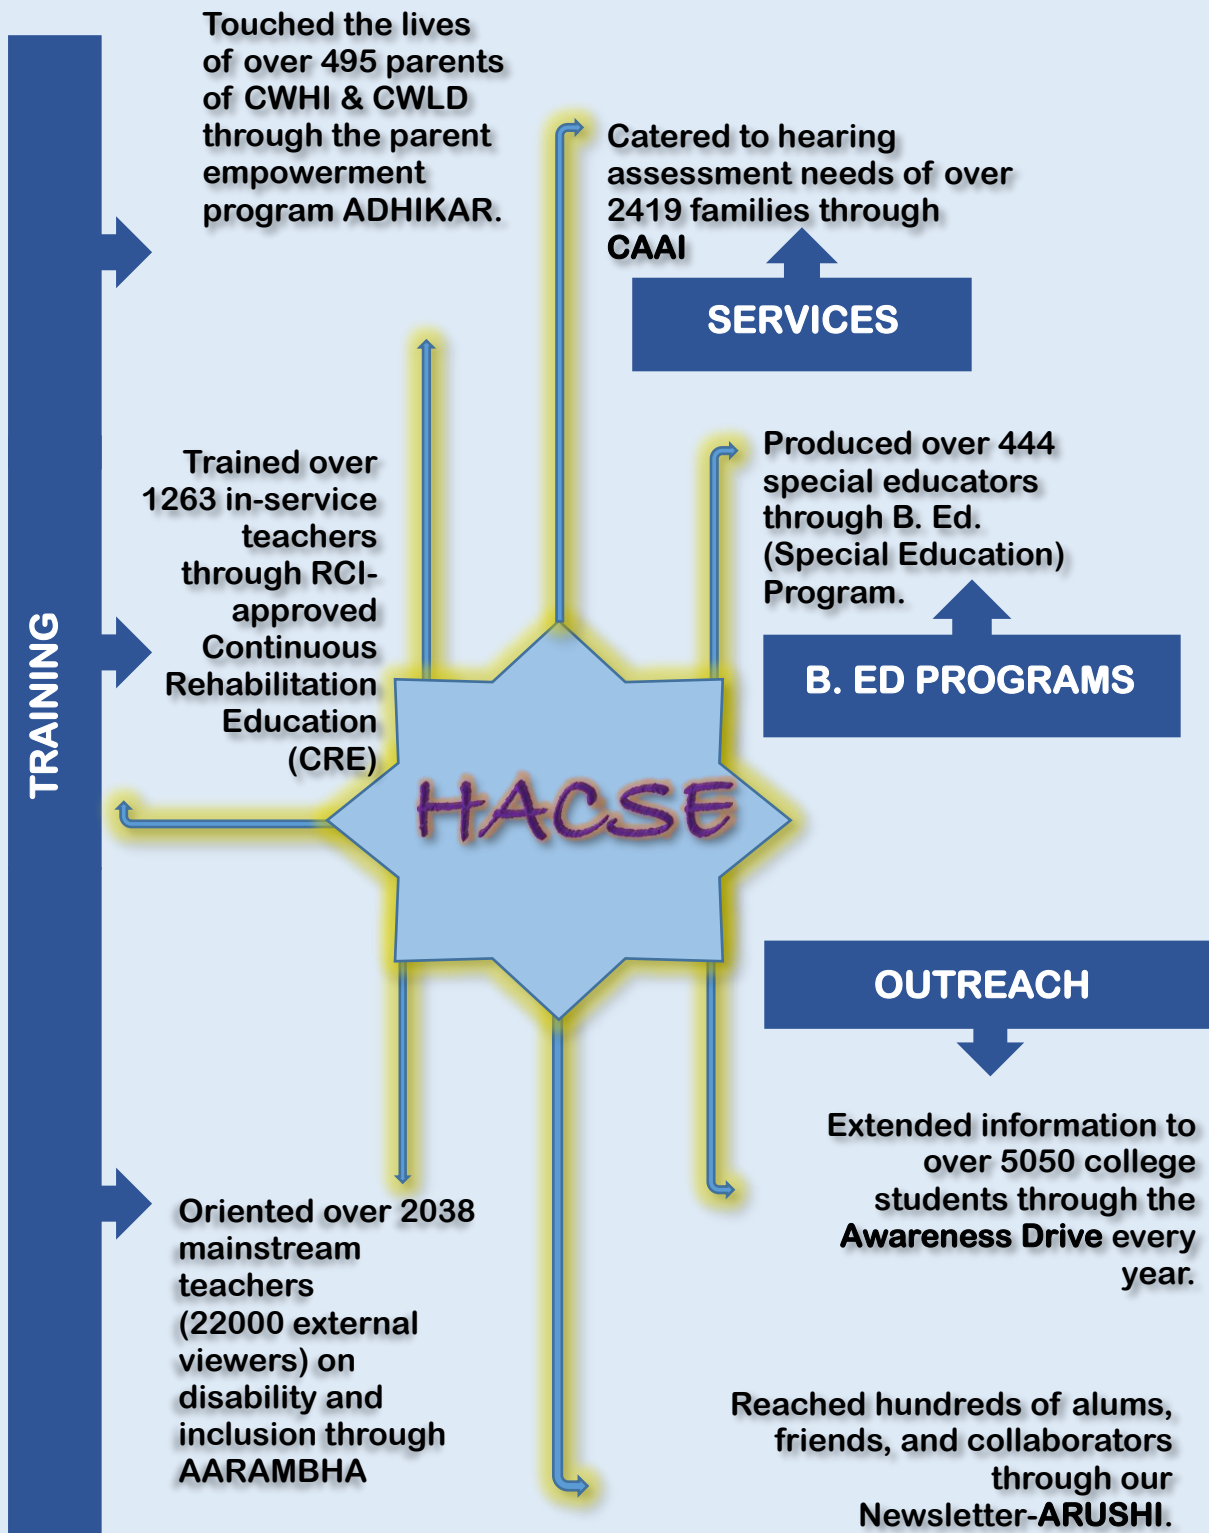 Touched the lives
of over 495 parents
of CWHI & CWLD
through the parent
empowerment
program ADHIKAR.
Catered to hearing
assessment needs of over
2419 families through
CAAI
SERVICES
Trained over
1263 in-service
teachers
through RCI-
approved
Continuous
Rehabilitation
Education
(CRE)
Produced over 444
special educators
through B. Ed.
(Special Education)
Program.
B. ED PROGRAMS
TRAINING
HACSE
OUTREACH
Extended information to
over 5050 college
students through the
Awareness Drive every
year.
Oriented over 2038
mainstream
teachers
(22000 external
viewers) on
disability and
inclusion through
AARAMBHA
Reached hundreds of alums,
friends, and collaborators
through our
Newsletter-ARUSHI.